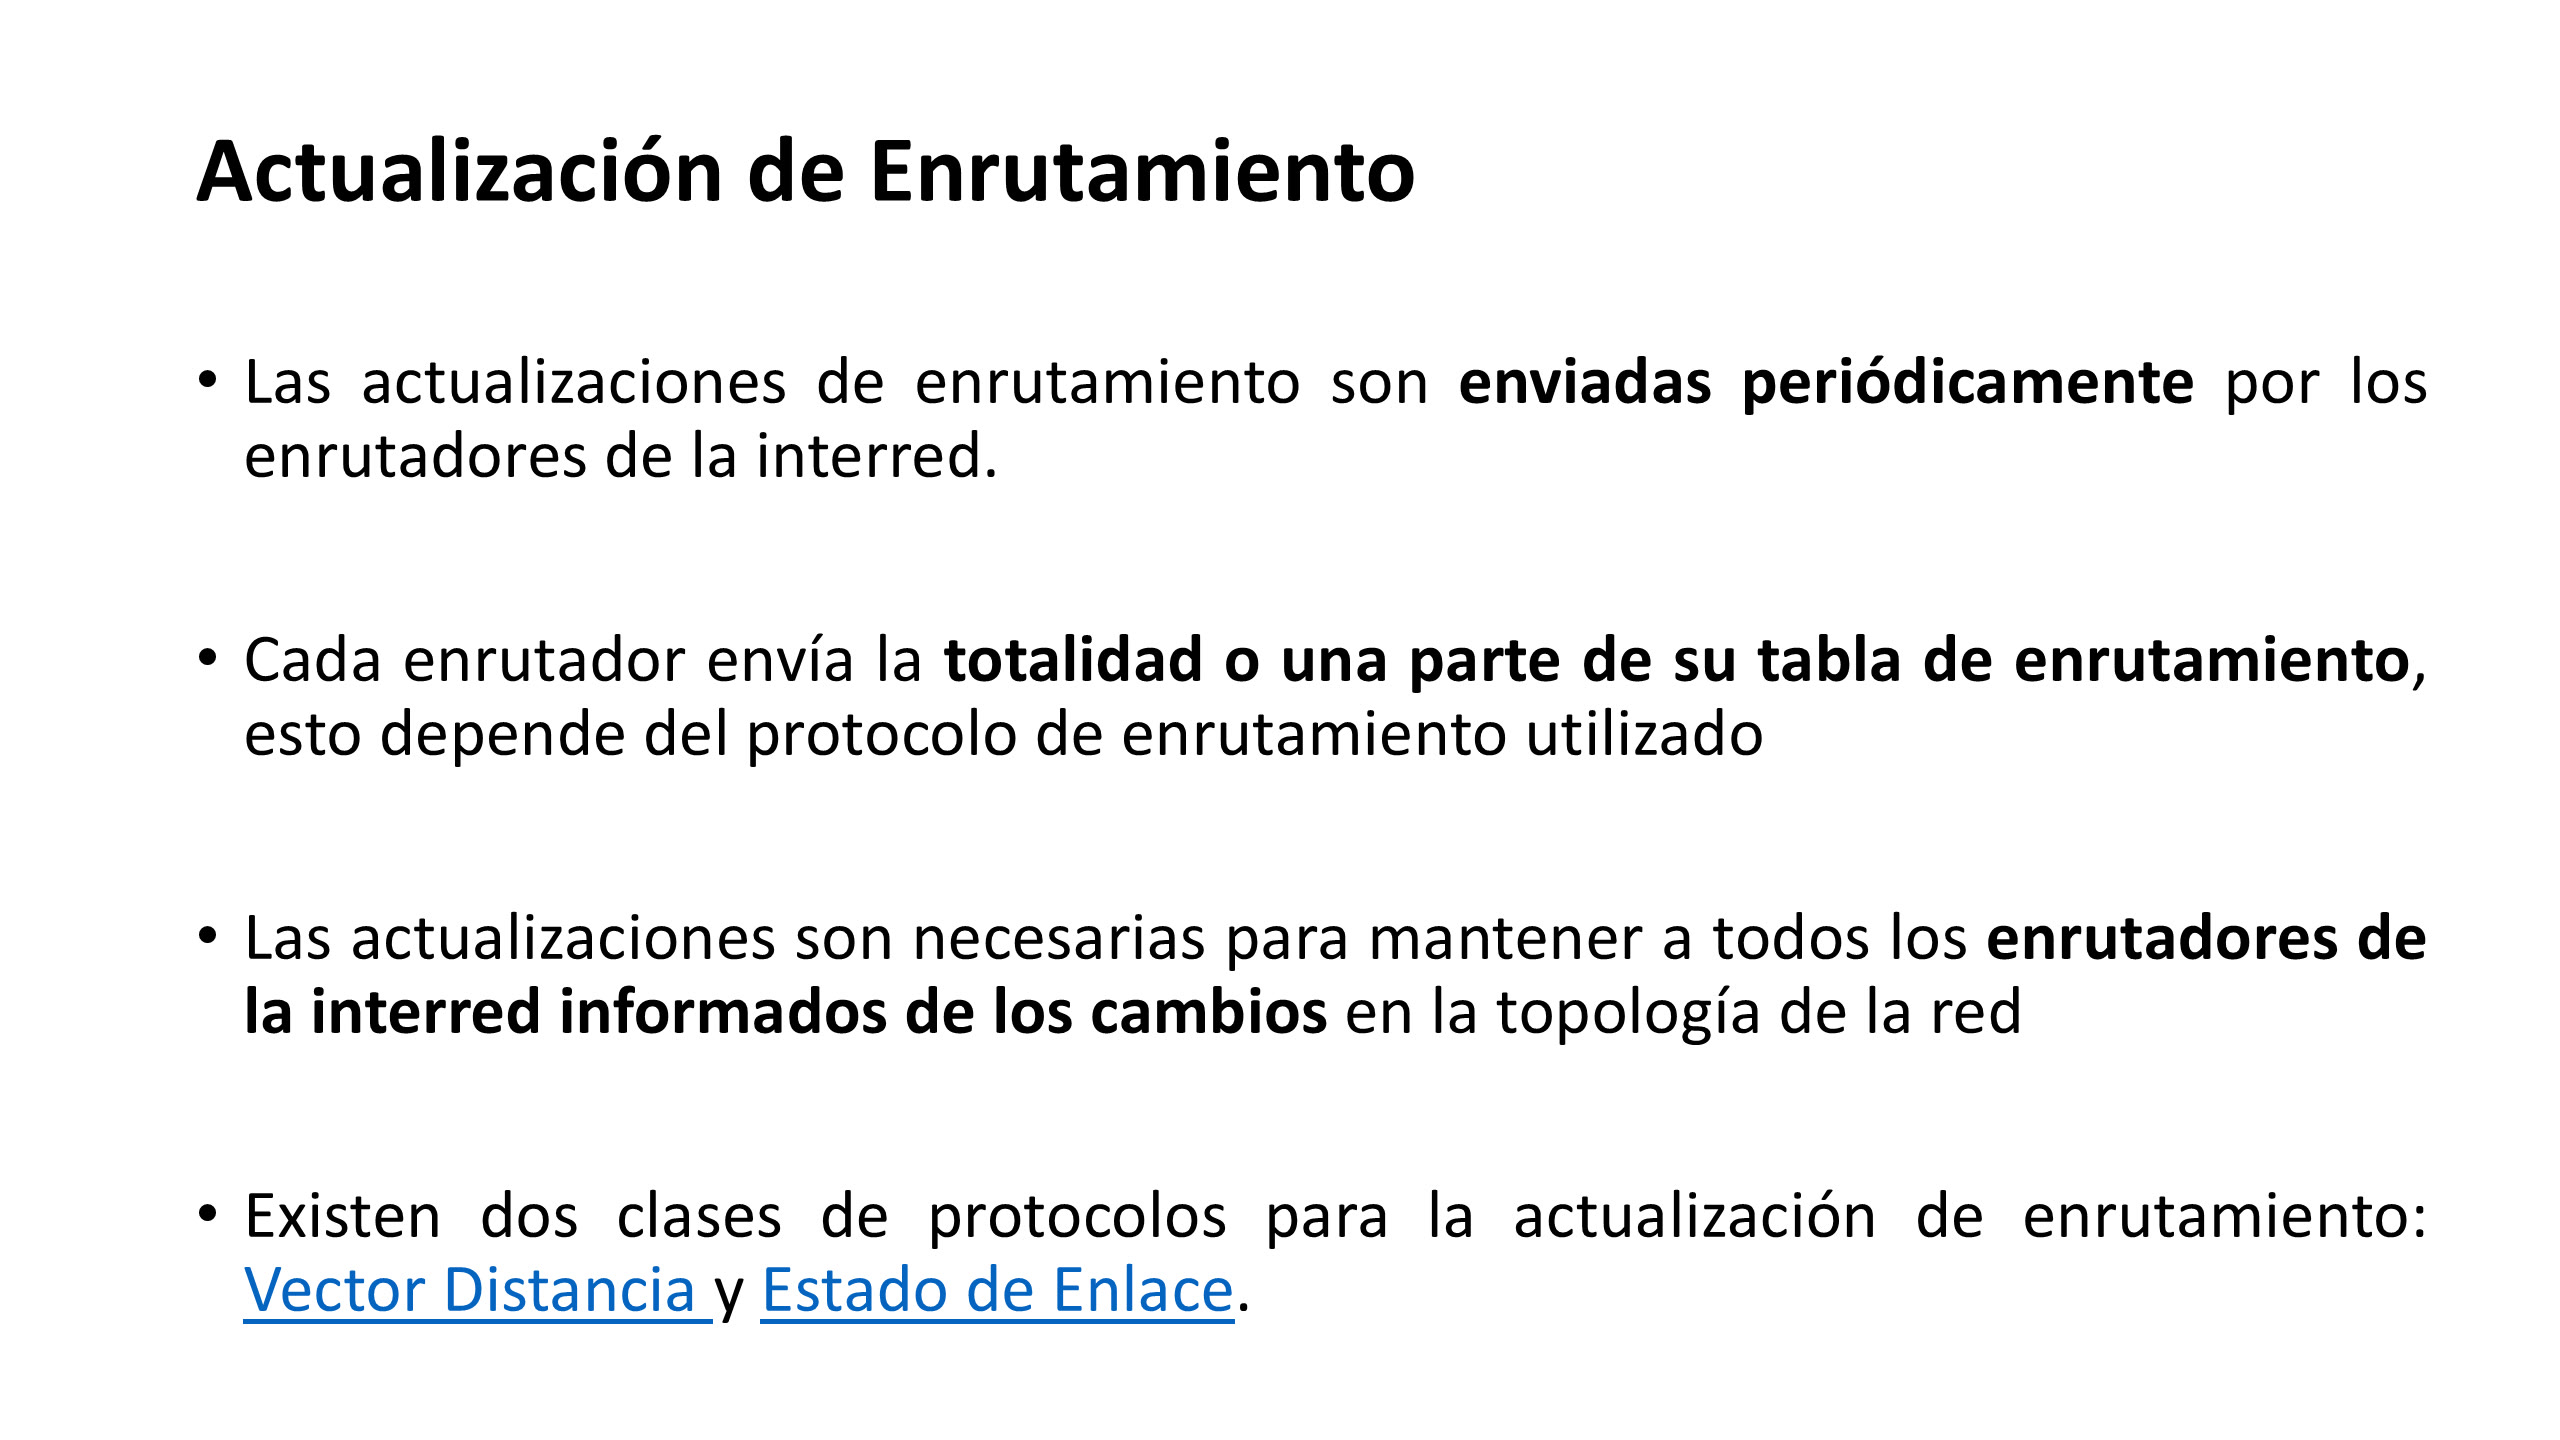 Actualización de Enrutamiento
• Las actualizaciones de enrutamiento son enviadas periódicamente por los
enrutadores de la interred.
• Cada enrutador envía la totalidad o una parte de su tabla de enrutamiento,
esto depende del protocolo de enrutamiento utilizado
• Las actualizaciones son necesarias para mantener a todos los enrutadores de
la interred informados de los cambios en la topología de la red
• Existen dos clases de protocolos para la actualización de enrutamiento:
Vector Distancia y Estado de Enlace.